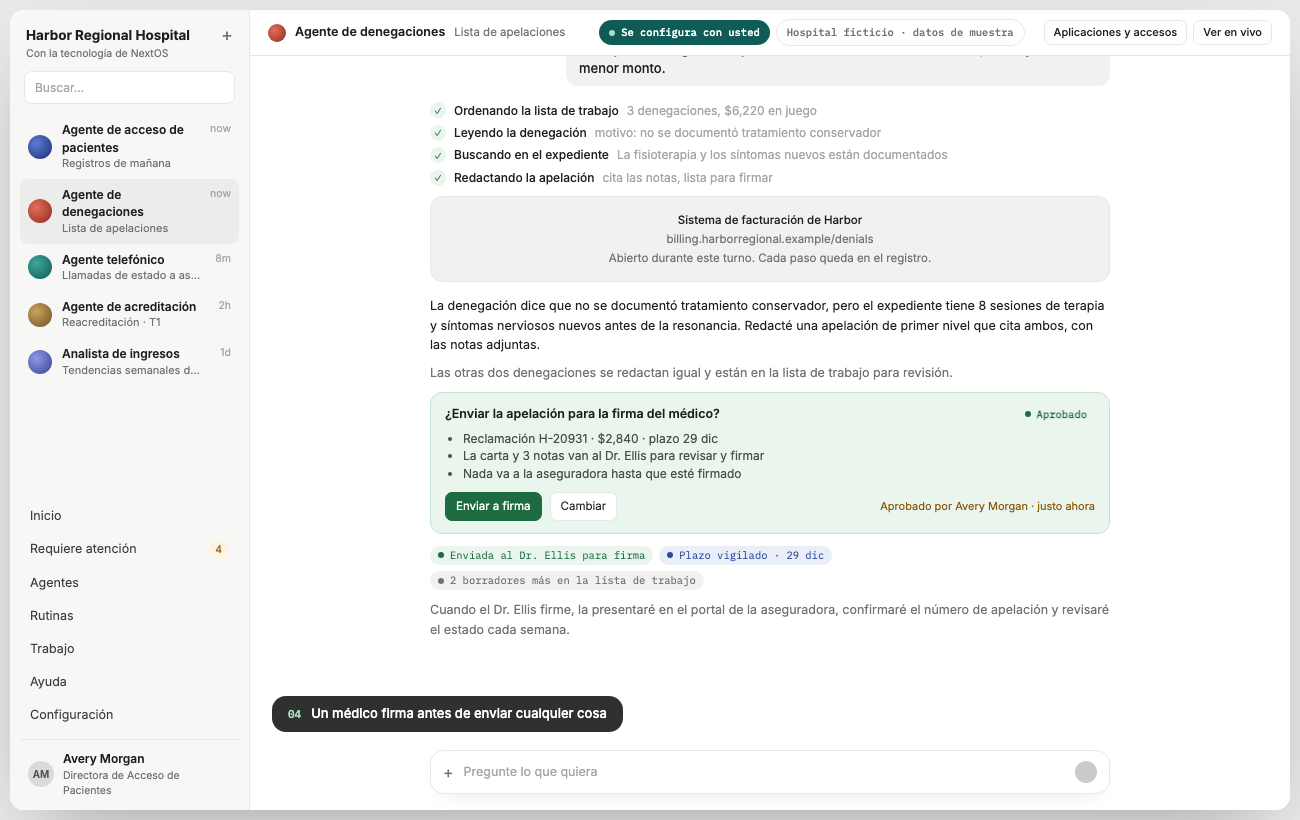 Harbor Regional Hospital
+
Con la tecnología de NextOS
Buscar...
Agente de acceso de pacientes
now
Registros de mañana
Agente de denegaciones
now
Lista de apelaciones
Agente telefónico
8m
Llamadas de estado a as...
Agente de acreditación
2h
Reacreditación · T1
Analista de ingresos
1d
Tendencias semanales d...
Inicio
Requiere atención
4
Agentes
Rutinas
Trabajo
Ayuda
Configuración
AM
Avery Morgan
Directora de Acceso de Pacientes
Agente de denegaciones
Lista de apelaciones
Se configura con usted
Hospital ficticio · datos de muestra
Aplicaciones y accesos
Ver en vivo
menor monto.
Ordenando la lista de trabajo 3 denegaciones, $6,220 en juego
Leyendo la denegación motivo: no se documentó tratamiento conservador
Buscando en el expediente La fisioterapia y los síntomas nuevos están documentados
Redactando la apelación cita las notas, lista para firmar
Sistema de facturación de Harbor
billing.harborregional.example/denials
Abierto durante este turno. Cada paso queda en el registro.
La denegación dice que no se documentó tratamiento conservador, pero el expediente tiene 8 sesiones de terapia
y síntomas nerviosos nuevos antes de la resonancia. Redacté una apelación de primer nivel que cita ambos, con
las notas adjuntas.
Las otras dos denegaciones se redactan igual y están en la lista de trabajo para revisión.
¿Enviar la apelación para la firma del médico?
Aprobado
Reclamación H-20931 · $2,840 · plazo 29 dic
La carta y 3 notas van al Dr. Ellis para revisar y firmar
Nada va a la aseguradora hasta que esté firmado
Enviar a firma
Cambiar
Aprobado por Avery Morgan · justo ahora
Enviada al Dr. Ellis para firma
Plazo vigilado · 29 dic
2 borradores más en la lista de trabajo
Cuando el Dr. Ellis firme, la presentaré en el portal de la aseguradora, confirmaré el número de apelación y revisaré
el estado cada semana.
04 Un médico firma antes de enviar cualquier cosa
+ Pregunte lo que quiera